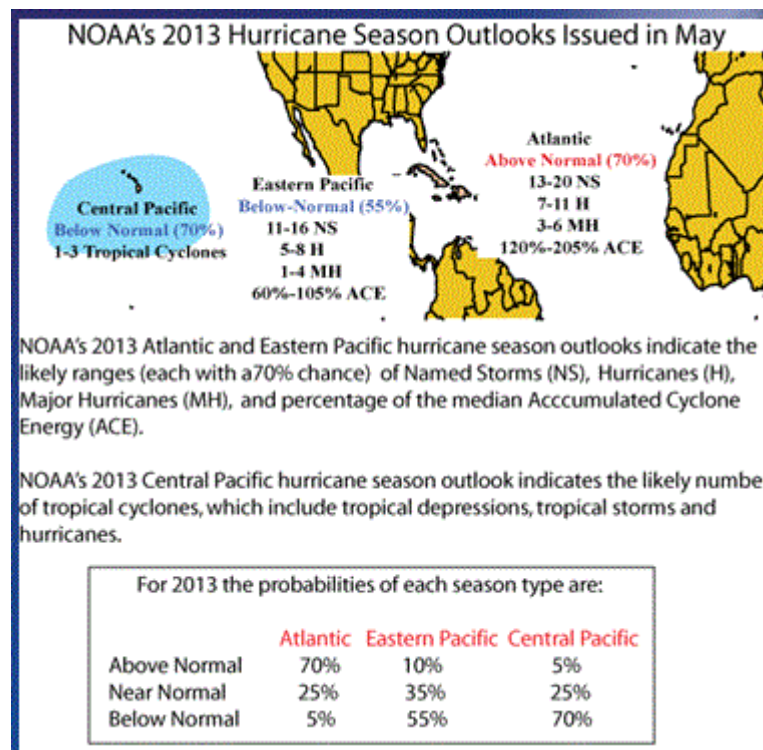 NOAA's 2013 Hurricane Season Outlooks Issued in May
Central Pacific
Below Normal (70%)
1-3 Tropical Cyclones
Eastern Pacific
Below-Normal (55%)
11-16 NS
5-8 H
1-4 MH
60%-105% ACE
Atlantic
Above Normal (70%)
13-20 NS
7-11 H
3-6 MH
120%-205% ACE
NOAA's 2013 Atlantic and Eastern Pacific hurricane season outlooks indicate the
likely ranges (each with a70% chance) of Named Storms (NS), Hurricanes (H),
Major Hurricanes (MH), and percentage of the median Acccumulated Cyclone
Energy (ACE).
NOAA's 2013 Central Pacific hurricane season outlook indicates the likely numbe
of tropical cyclones, which include tropical depressions, tropical storms and
hurricanes.
For 2013 the probabilities of each season type are:
Atlantic Eastern Pacific Central Pacific
Above Normal 70% 10% 5%
Near Normal 25% 35% 25%
Below Normal 5% 55% 70%